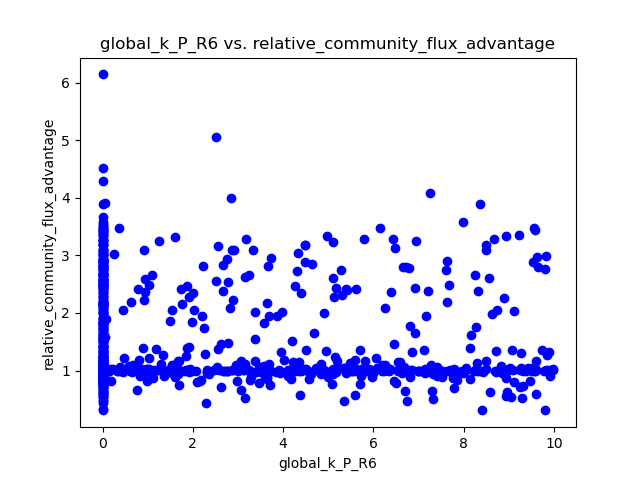 global_k_P_R6 vs. relative_community_flux_advantage
relative_community_flux_advantage
6
5
4
3
2
1
0 2 4 6 8 10
global_k_P_R6